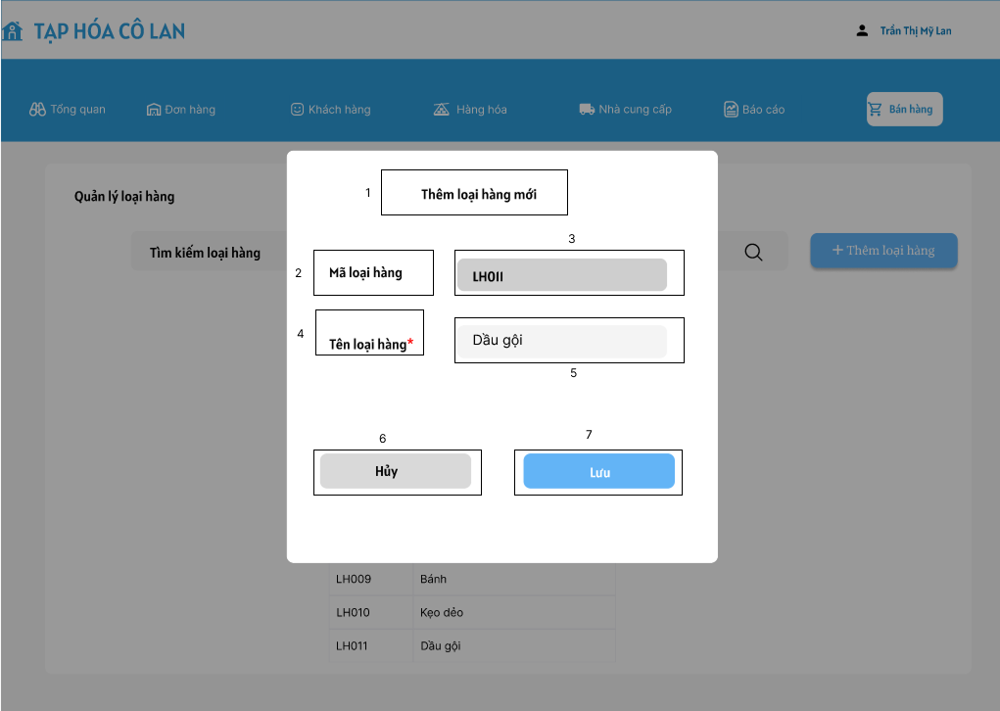 TẠP HÓA CÔ LAN
Trần Thị Mỹ Lan
Tổng quan
Đơn hàng
Khách hàng
Hàng hóa
Nhà cung cấp
Báo cáo
Bán hàng
Quản lý loại hàng
1
Thêm loại hàng mới
Tìm kiếm loại hàng
+ Thêm loại hàng
2
Mã loại hàng
3
LH011
4
Tên loại hàng*
Dầu gội
5
6
Hủy
7
Lưu
LH009 Bánh
LH010 Kẹo dẻo
LH011 Dầu gội